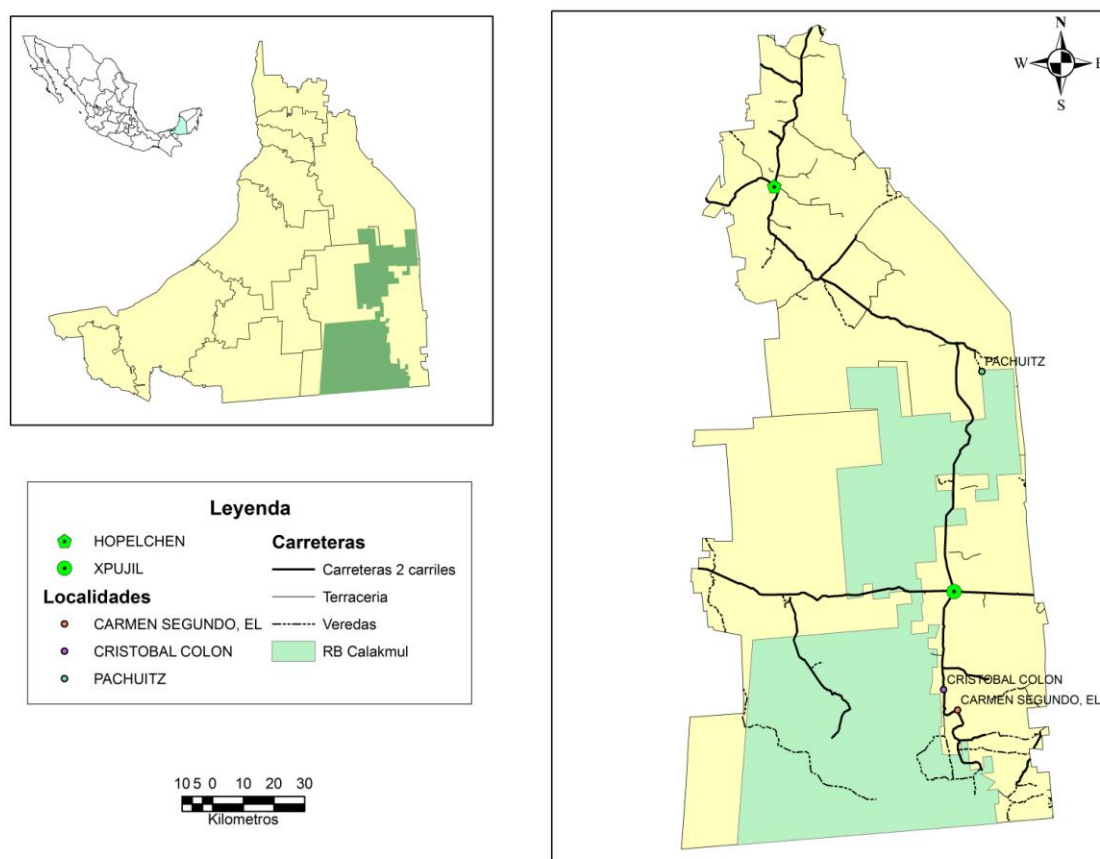 N
W
E
S
PACHUITZ
CRISTOBAL COLON
CARMEN SEGUNDO, EL
Leyenda
HOPELCHEN
XPUJIL
Localidades
CARMEN SEGUNDO, EL
CRISTOBAL COLON
PACHUITZ
Carreteras
Carreteras 2 carriles
Terraceria
Veredas
RB Calakmul
10 5 0 10 20 30
Kilometros